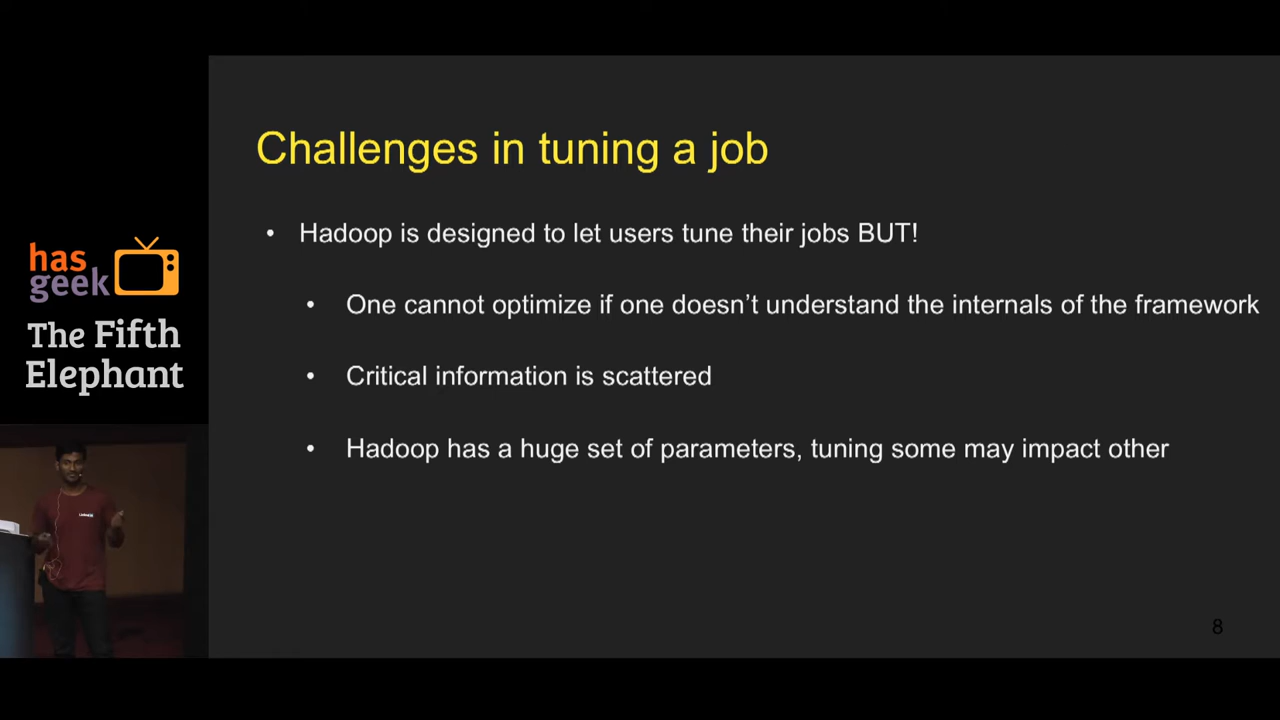 has
geek
The Fifth
Elephant
Challenges in tuning a job
• Hadoop is designed to let users tune their jobs BUT!
• One cannot optimize if one doesn’t understand the internals of the framework
• Critical information is scattered
• Hadoop has a huge set of parameters, tuning some may impact other
8